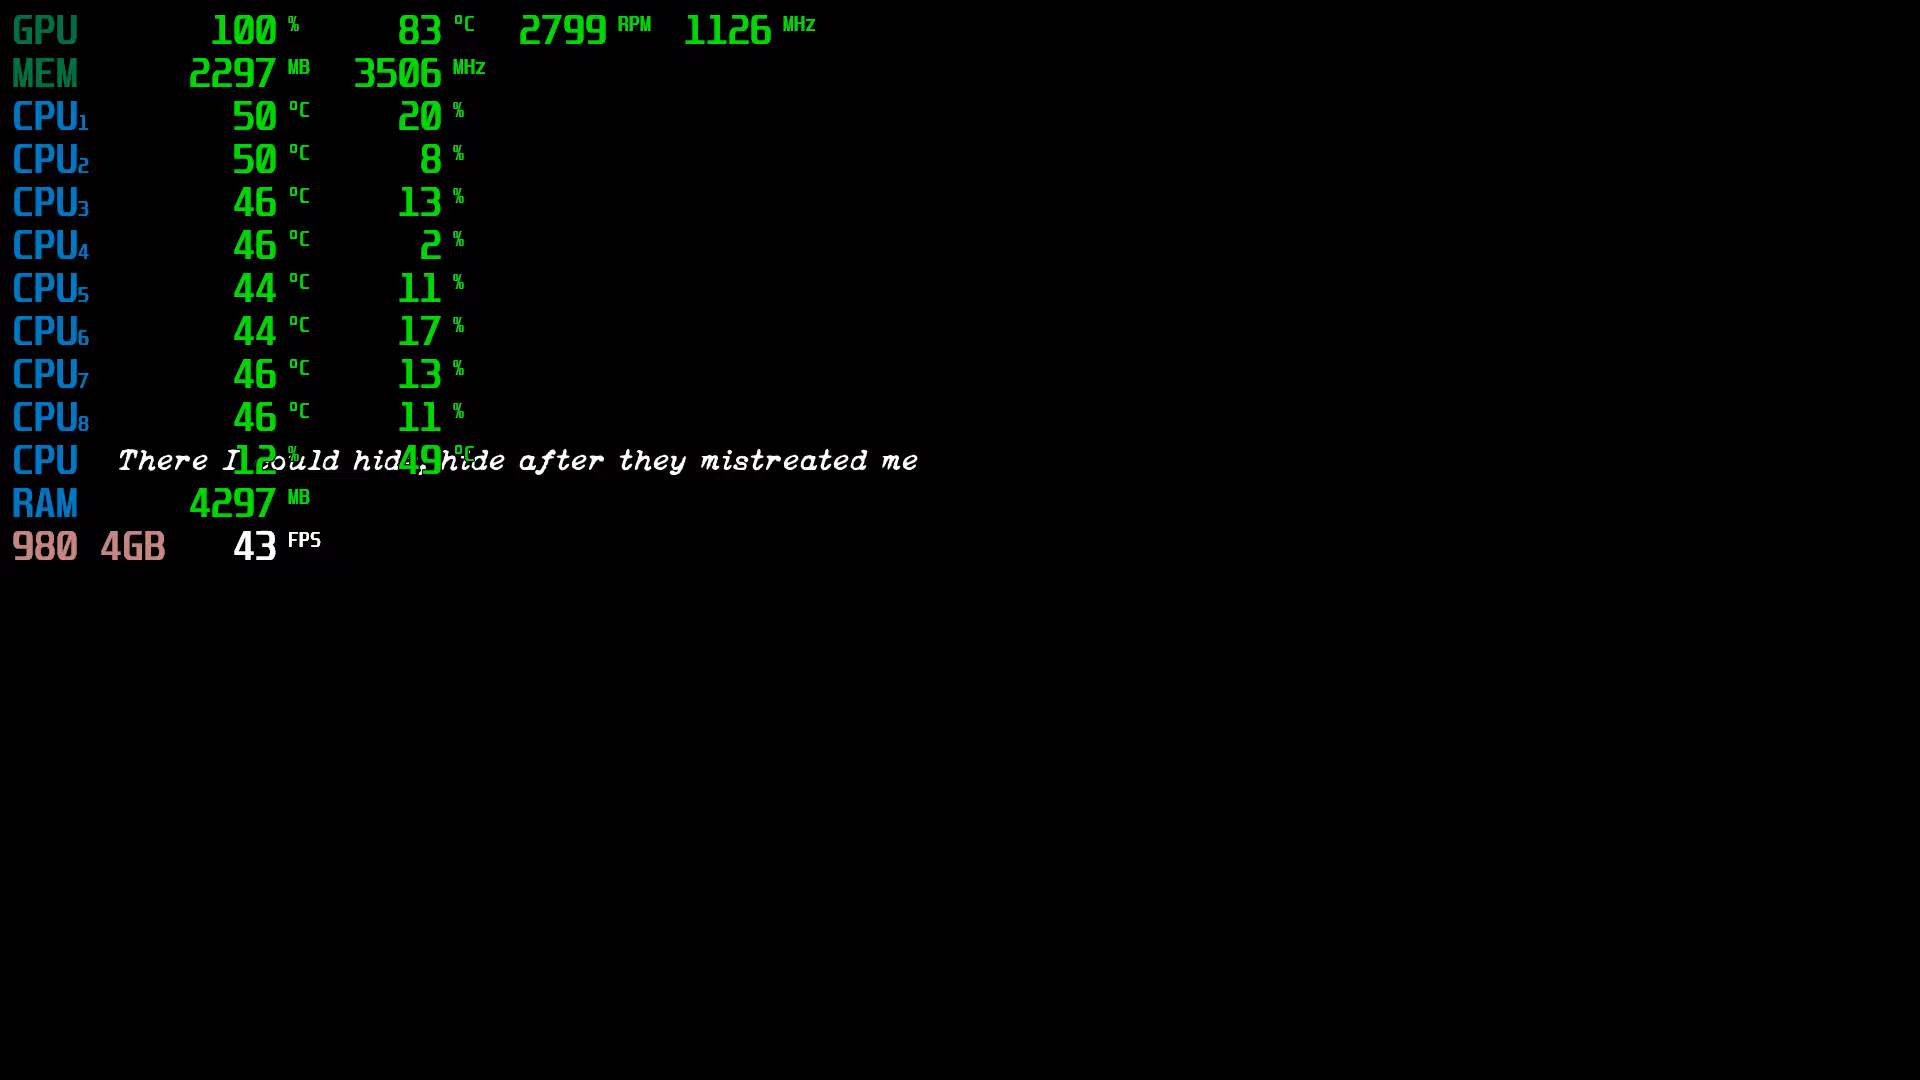 GPU 100 % 83 °C 2799 RPM 1126 MHz
MEM 2297 MB 3506 MHz
CPU1 50 °C 20 %
CPU2 50 °C 8 %
CPU3 46 °C 13 %
CPU4 46 °C 2 %
CPU5 44 °C 11 %
CPU6 44 °C 17 %
CPU7 46 °C 13 %
CPU8 46 °C 11 %
CPU 12 % 49 °C
There I could hide, hide after they mistreated me
RAM 4297 MB
980 4GB 43 FPS